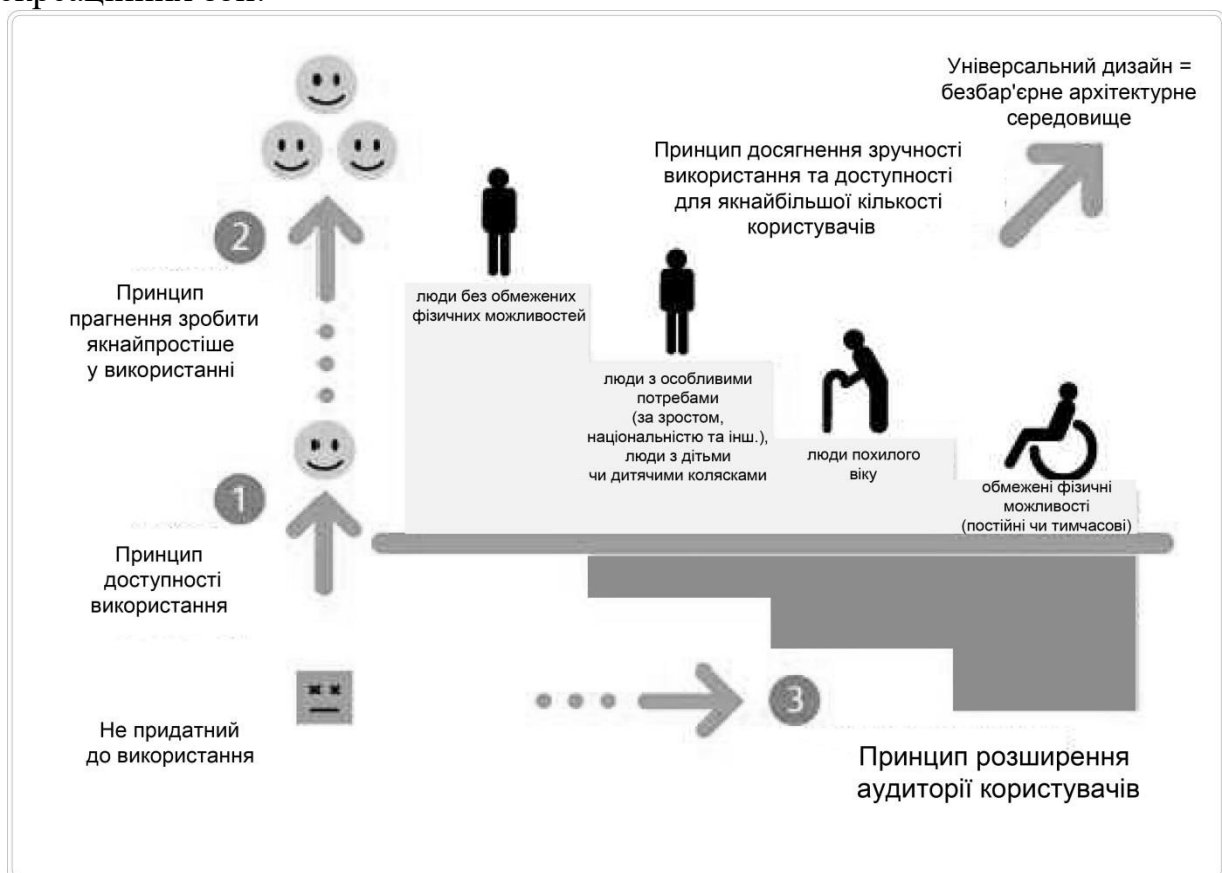 Універсальний дизайн =
безбар'єрне архітектурне
середовище
Принцип досягнення зручності
використання та доступності
для якнайбільшої кількості
користувачів
2
Принцип
прагнення зробити
якнайпростіше
у використанні
люди без обмежених
фізичних можливостей
люди з особливими
потребами
(за зростом,
національністю та інш.),
люди з дітьми
чи дитячими колясками
люди похилого
віку
обмежені фізичні
можливості
(постійні чи тимчасові)
1
Принцип
доступності
використання
Не придатний
до використання
3
Принцип розширення
аудиторії користувачів